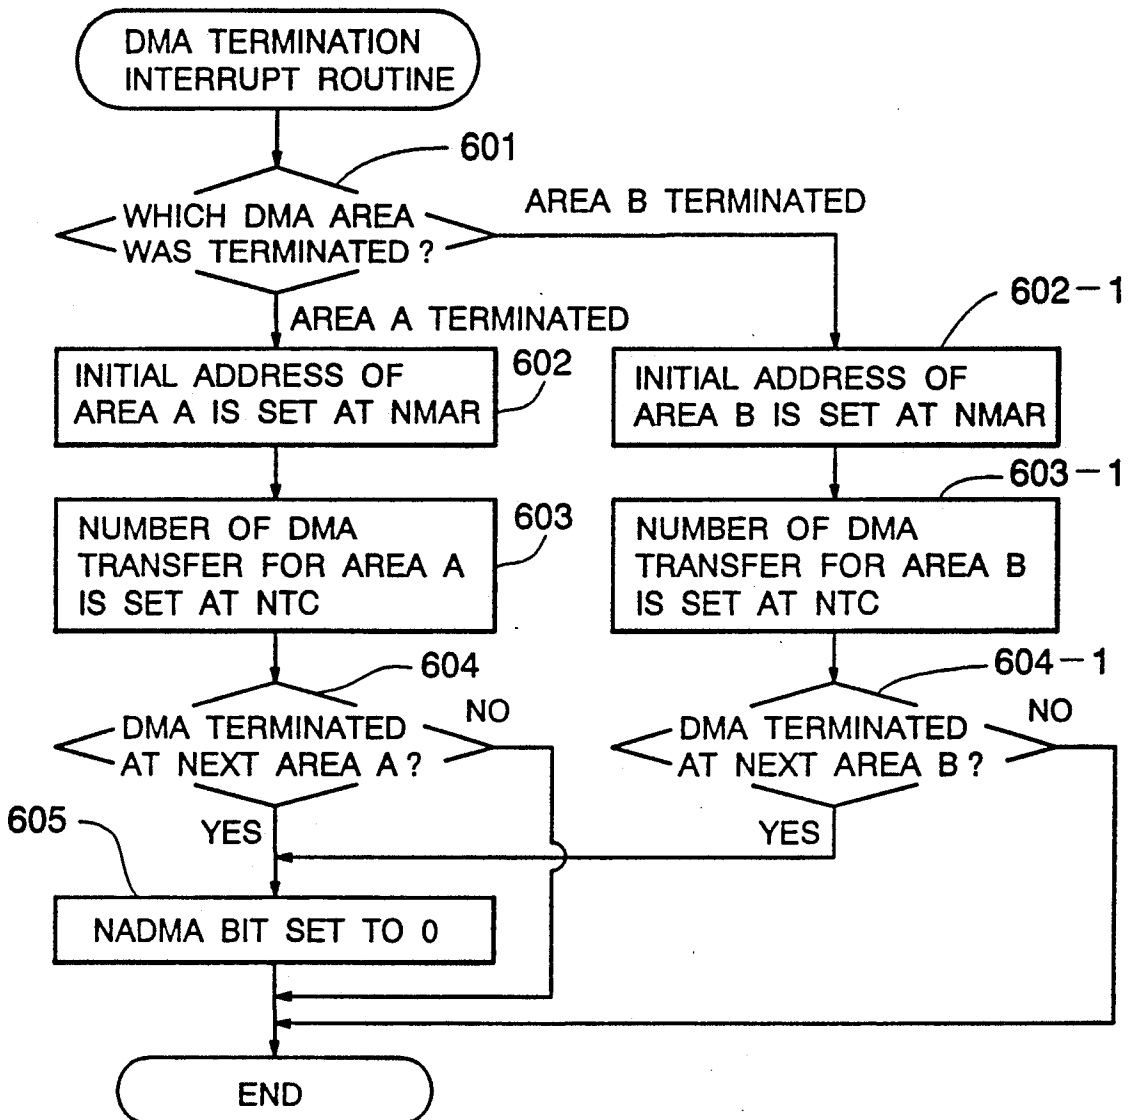 DMA TERMINATION
INTERRUPT ROUTINE
601
WHICH DMA AREA
WAS TERMINATED?
AREA B TERMINATED
AREA A TERMINATED
602
INITIAL ADDRESS OF
AREA A IS SET AT NMAR
602-1
INITIAL ADDRESS OF
AREA B IS SET AT NMAR
603
NUMBER OF DMA
TRANSFER FOR AREA A
IS SET AT NTC
603-1
NUMBER OF DMA
TRANSFER FOR AREA B
IS SET AT NTC
604
DMA TERMINATED
AT NEXT AREA A?
NO
YES
604-1
DMA TERMINATED
AT NEXT AREA B?
NO
YES
605
NADMA BIT SET TO 0
END